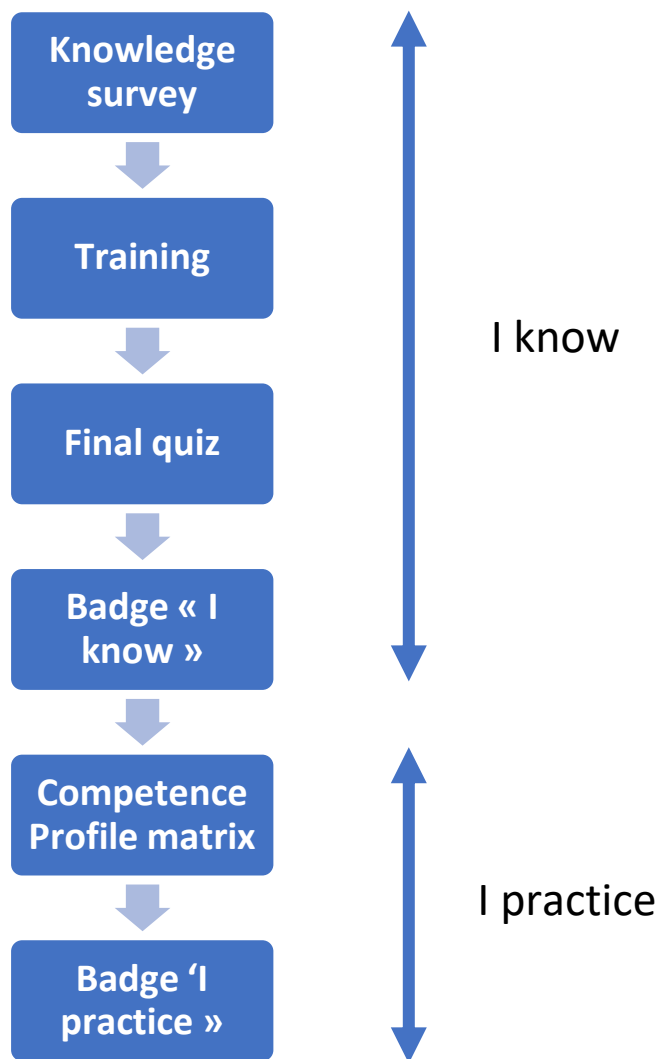 Knowledge
survey
Training
I know
Final quiz
Badge « I
know »
Competence
Profile matrix
I practice
Badge ‘I
practice »